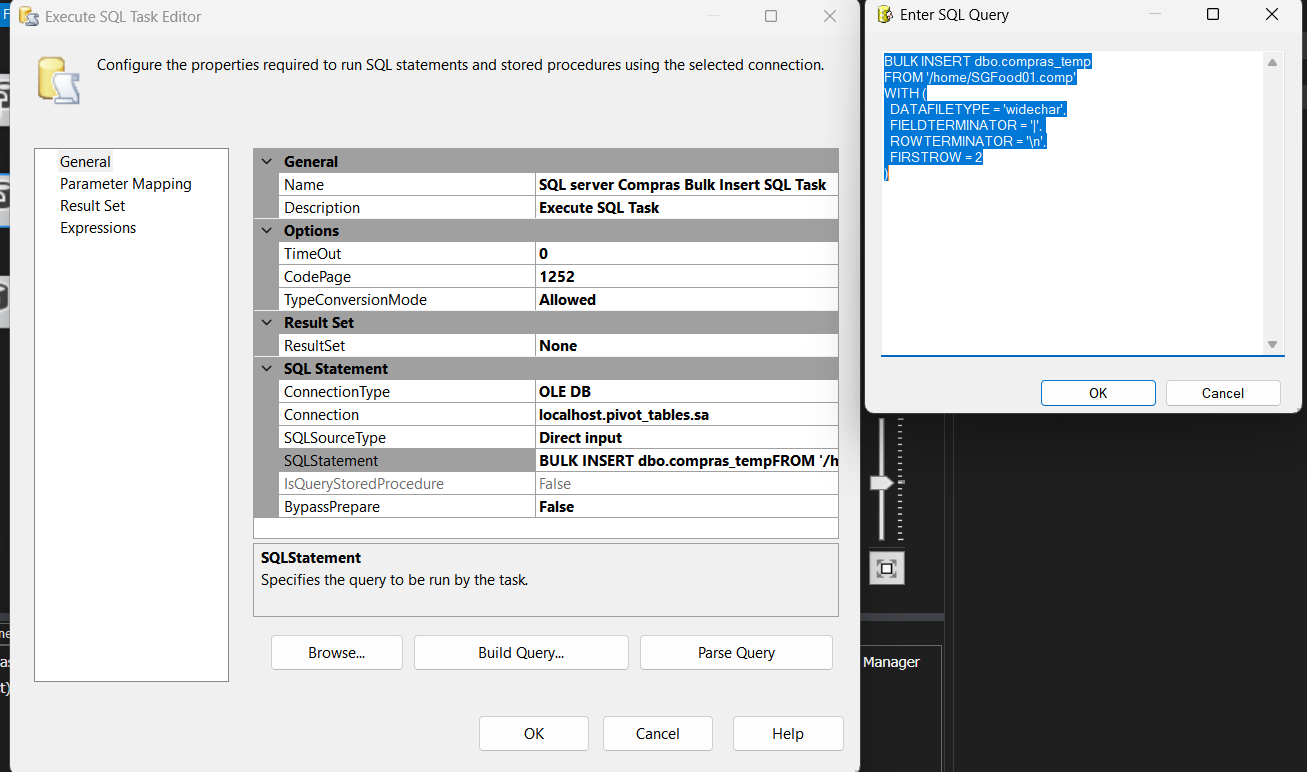 Execute SQL Task Editor
Configure the properties required to run SQL statements and stored procedures using the selected connection.
General
Parameter Mapping
Result Set
Expressions
General
Name SQL server Compras Bulk Insert SQL Task
Description Execute SQL Task
Options
TimeOut 0
CodePage 1252
TypeConversionMode Allowed
Result Set
ResultSet None
SQL Statement
ConnectionType OLE DB
Connection localhost.pivot_tables.sa
SQLSourceType Direct input
SQLStatement BULK INSERT dbo.compras_tempFROM '/h
IsQueryStoredProcedure False
BypassPrepare False
SQLStatement
Specifies the query to be run by the task.
Browse...
Build Query...
Parse Query
OK
Cancel
Help
Enter SQL Query
BULK INSERT dbo.compras_temp
FROM '/home/SGFood01.comp'
WITH (
DATAFILETYPE = 'widechar',
FIELDTERMINATOR = '|',
ROWTERMINATOR = '\n',
FIRSTROW = 2
)
OK
Cancel
Manager